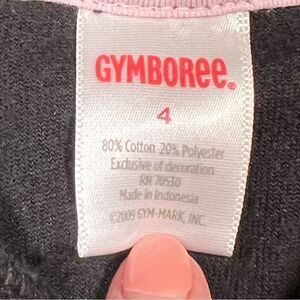 GYMBOREE®
4
80% Cotton 20% Polyester
Exclusive of decoration
RN 70530
Made in Indonesia
©2009 GYM-MARK, INC.